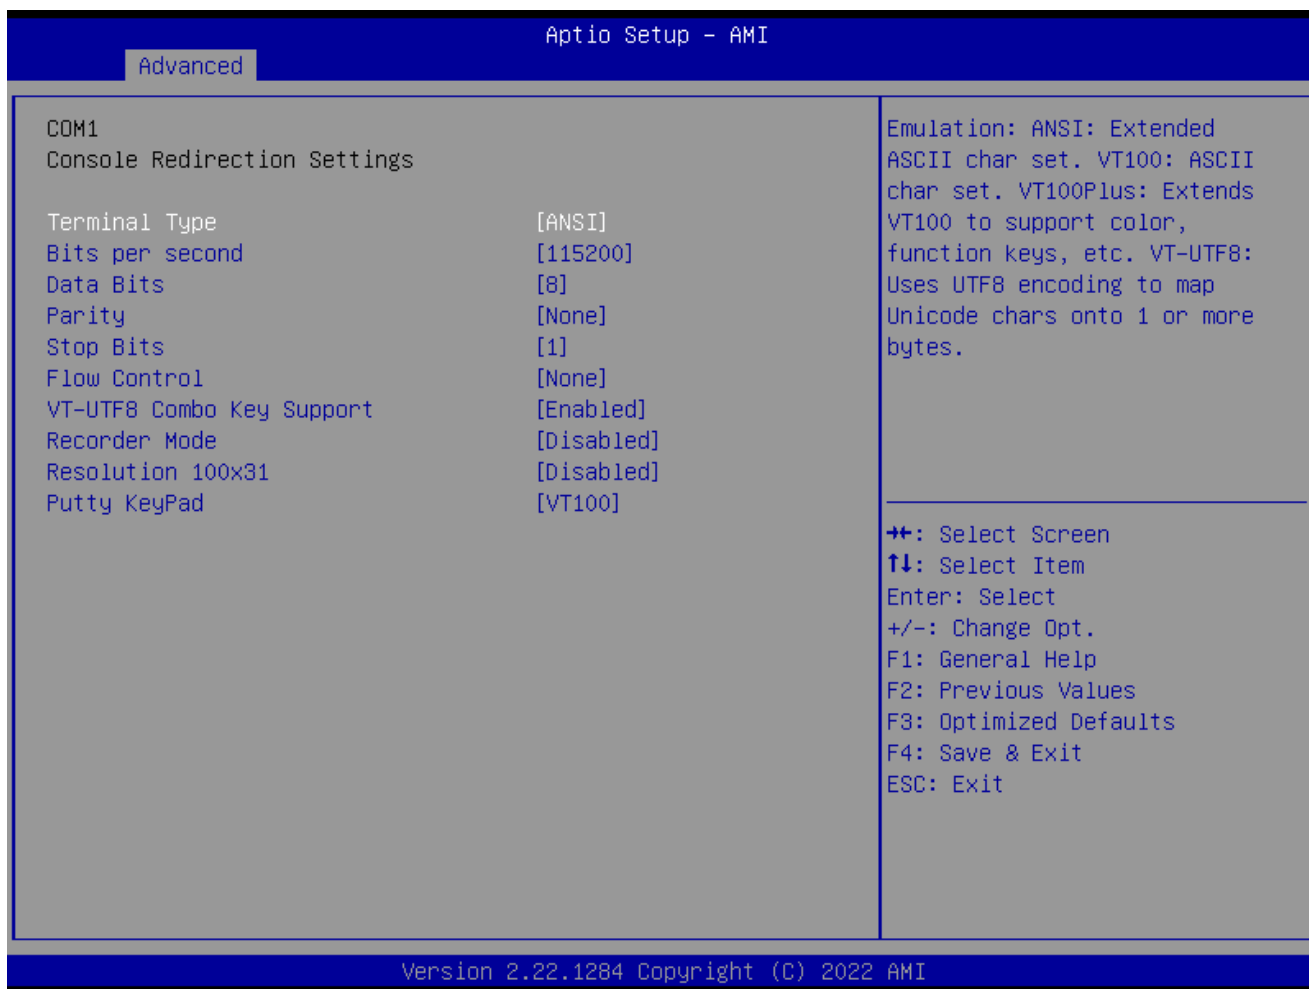 Aptio Setup – AMI
Advanced
COM1
Console Redirection Settings
Terminal Type [ANSI]
Bits per second [115200]
Data Bits [8]
Parity [None]
Stop Bits [1]
Flow Control [None]
VT-UTF8 Combo Key Support [Enabled]
Recorder Mode [Disabled]
Resolution 100x31 [Disabled]
Putty KeyPad [VT100]
Emulation: ANSI: Extended
ASCII char set. VT100: ASCII
char set. VT100Plus: Extends
VT100 to support color,
function keys, etc. VT-UTF8:
Uses UTF8 encoding to map
Unicode chars onto 1 or more
bytes.
→←: Select Screen
↑↓: Select Item
Enter: Select
+/-: Change Opt.
F1: General Help
F2: Previous Values
F3: Optimized Defaults
F4: Save & Exit
ESC: Exit
Version 2.22.1284 Copyright (C) 2022 AMI